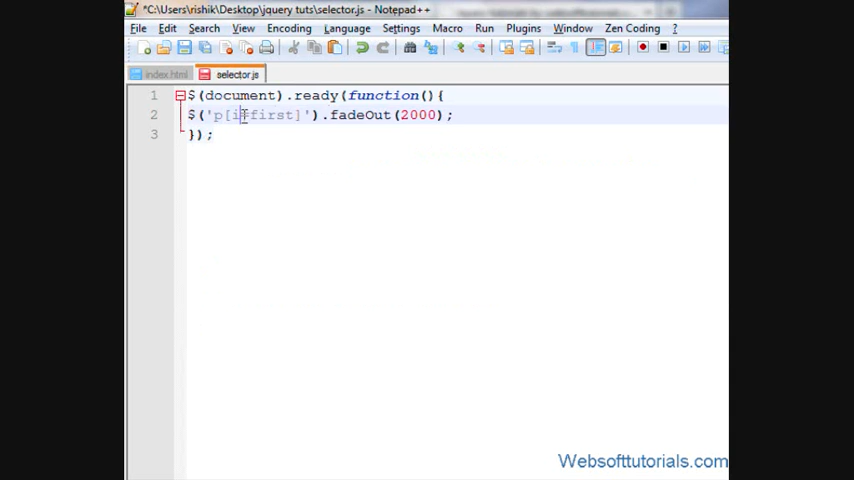 *C:\Users\rishik\Desktop\jquery tuts\selector.js - Notepad++
File Edit Search View Encoding Language Settings Macro Run Plugins Window Zen Coding ?
index.html selector.js
1 $(document).ready(function(){
2 $('p[i=first]').fadeOut(2000);
3 });
Websofttutorials.com